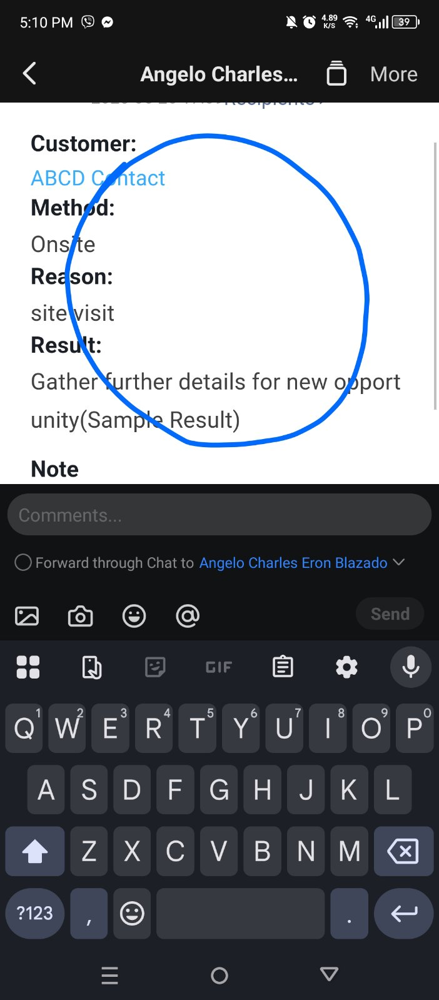 5:10 PM
4.89
K/S
4G
39
Angelo Charles...
More
Recipients
Customer:
ABCD Contact
Method:
Onsite
Reason:
site visit
Result:
Gather further details for new opport
unity(Sample Result)
Note
Comments...
Forward through Chat to Angelo Charles Eron Blazado
Send
GIF
Q1 W2 E3 R4 T5 Y6 U7 I8 O9 P0
A S D F G H J K L
Z X C V B N M
?123 , .